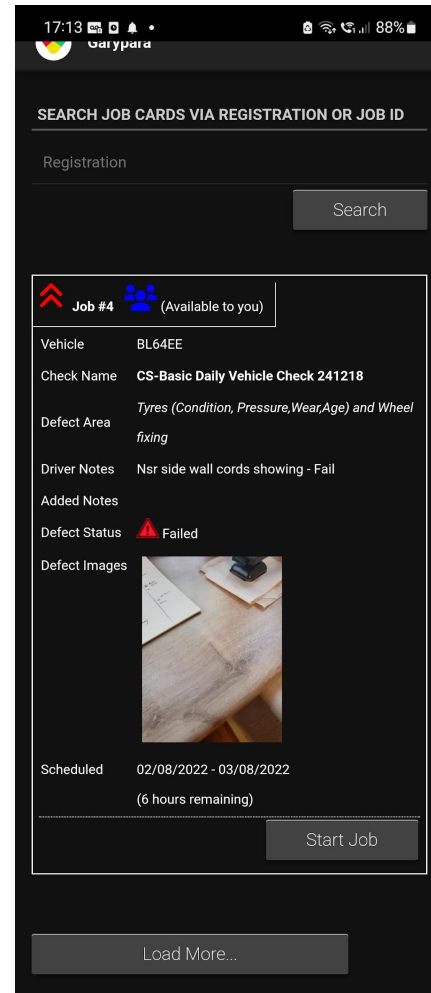 17:13 88%
Garypara
SEARCH JOB CARDS VIA REGISTRATION OR JOB ID
Registration
Search
Job #4 (Available to you)
Vehicle BL64EE
Check Name CS-Basic Daily Vehicle Check 241218
Defect Area Tyres (Condition, Pressure,Wear,Age) and Wheel
fixing
Driver Notes Nsr side wall cords showing - Fail
Added Notes
Defect Status Failed
Defect Images
Scheduled 02/08/2022 - 03/08/2022
(6 hours remaining)
Start Job
Load More...